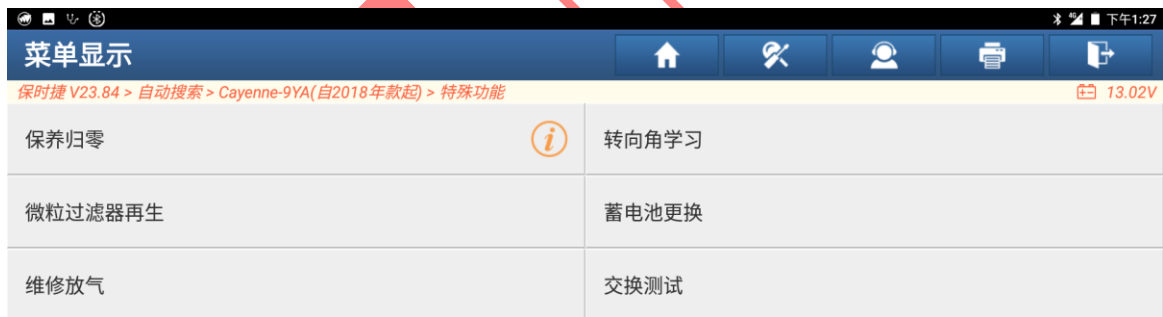 下午1:27
菜单显示
保时捷 V23.84 > 自动搜索 > Cayenne-9YA(自2018年款起) > 特殊功能 13.02V
保养归零 转向角学习
微粒过滤器再生 蓄电池更换
维修放气 交换测试